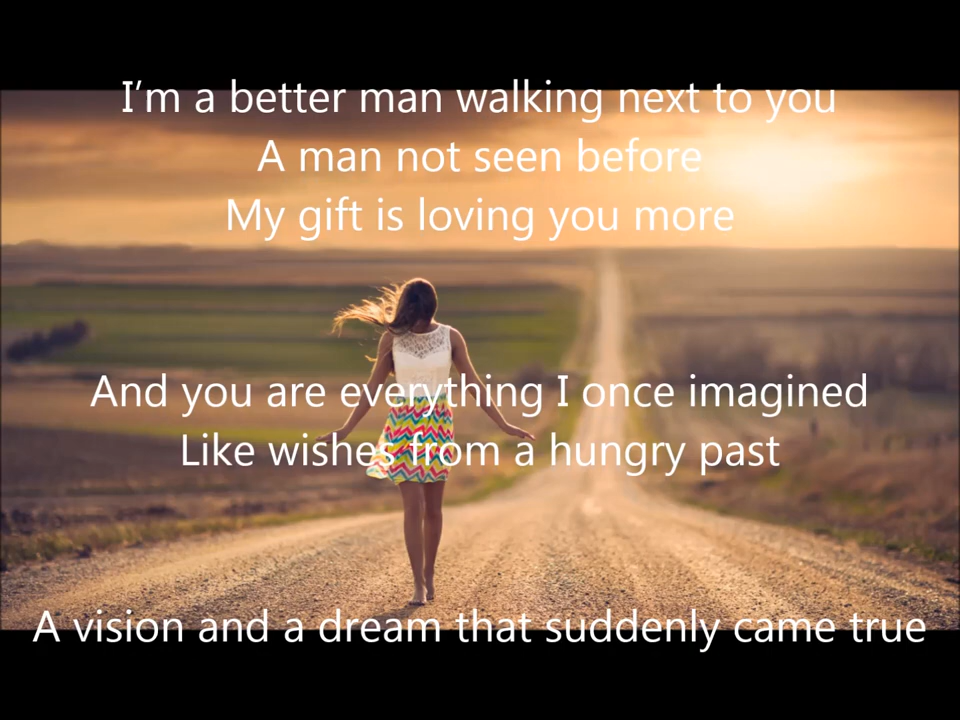 I’m a better man walking next to you
A man not seen before
My gift is loving you more
And you are everything I once imagined
Like wishes from a hungry past
A vision and a dream that suddenly came true